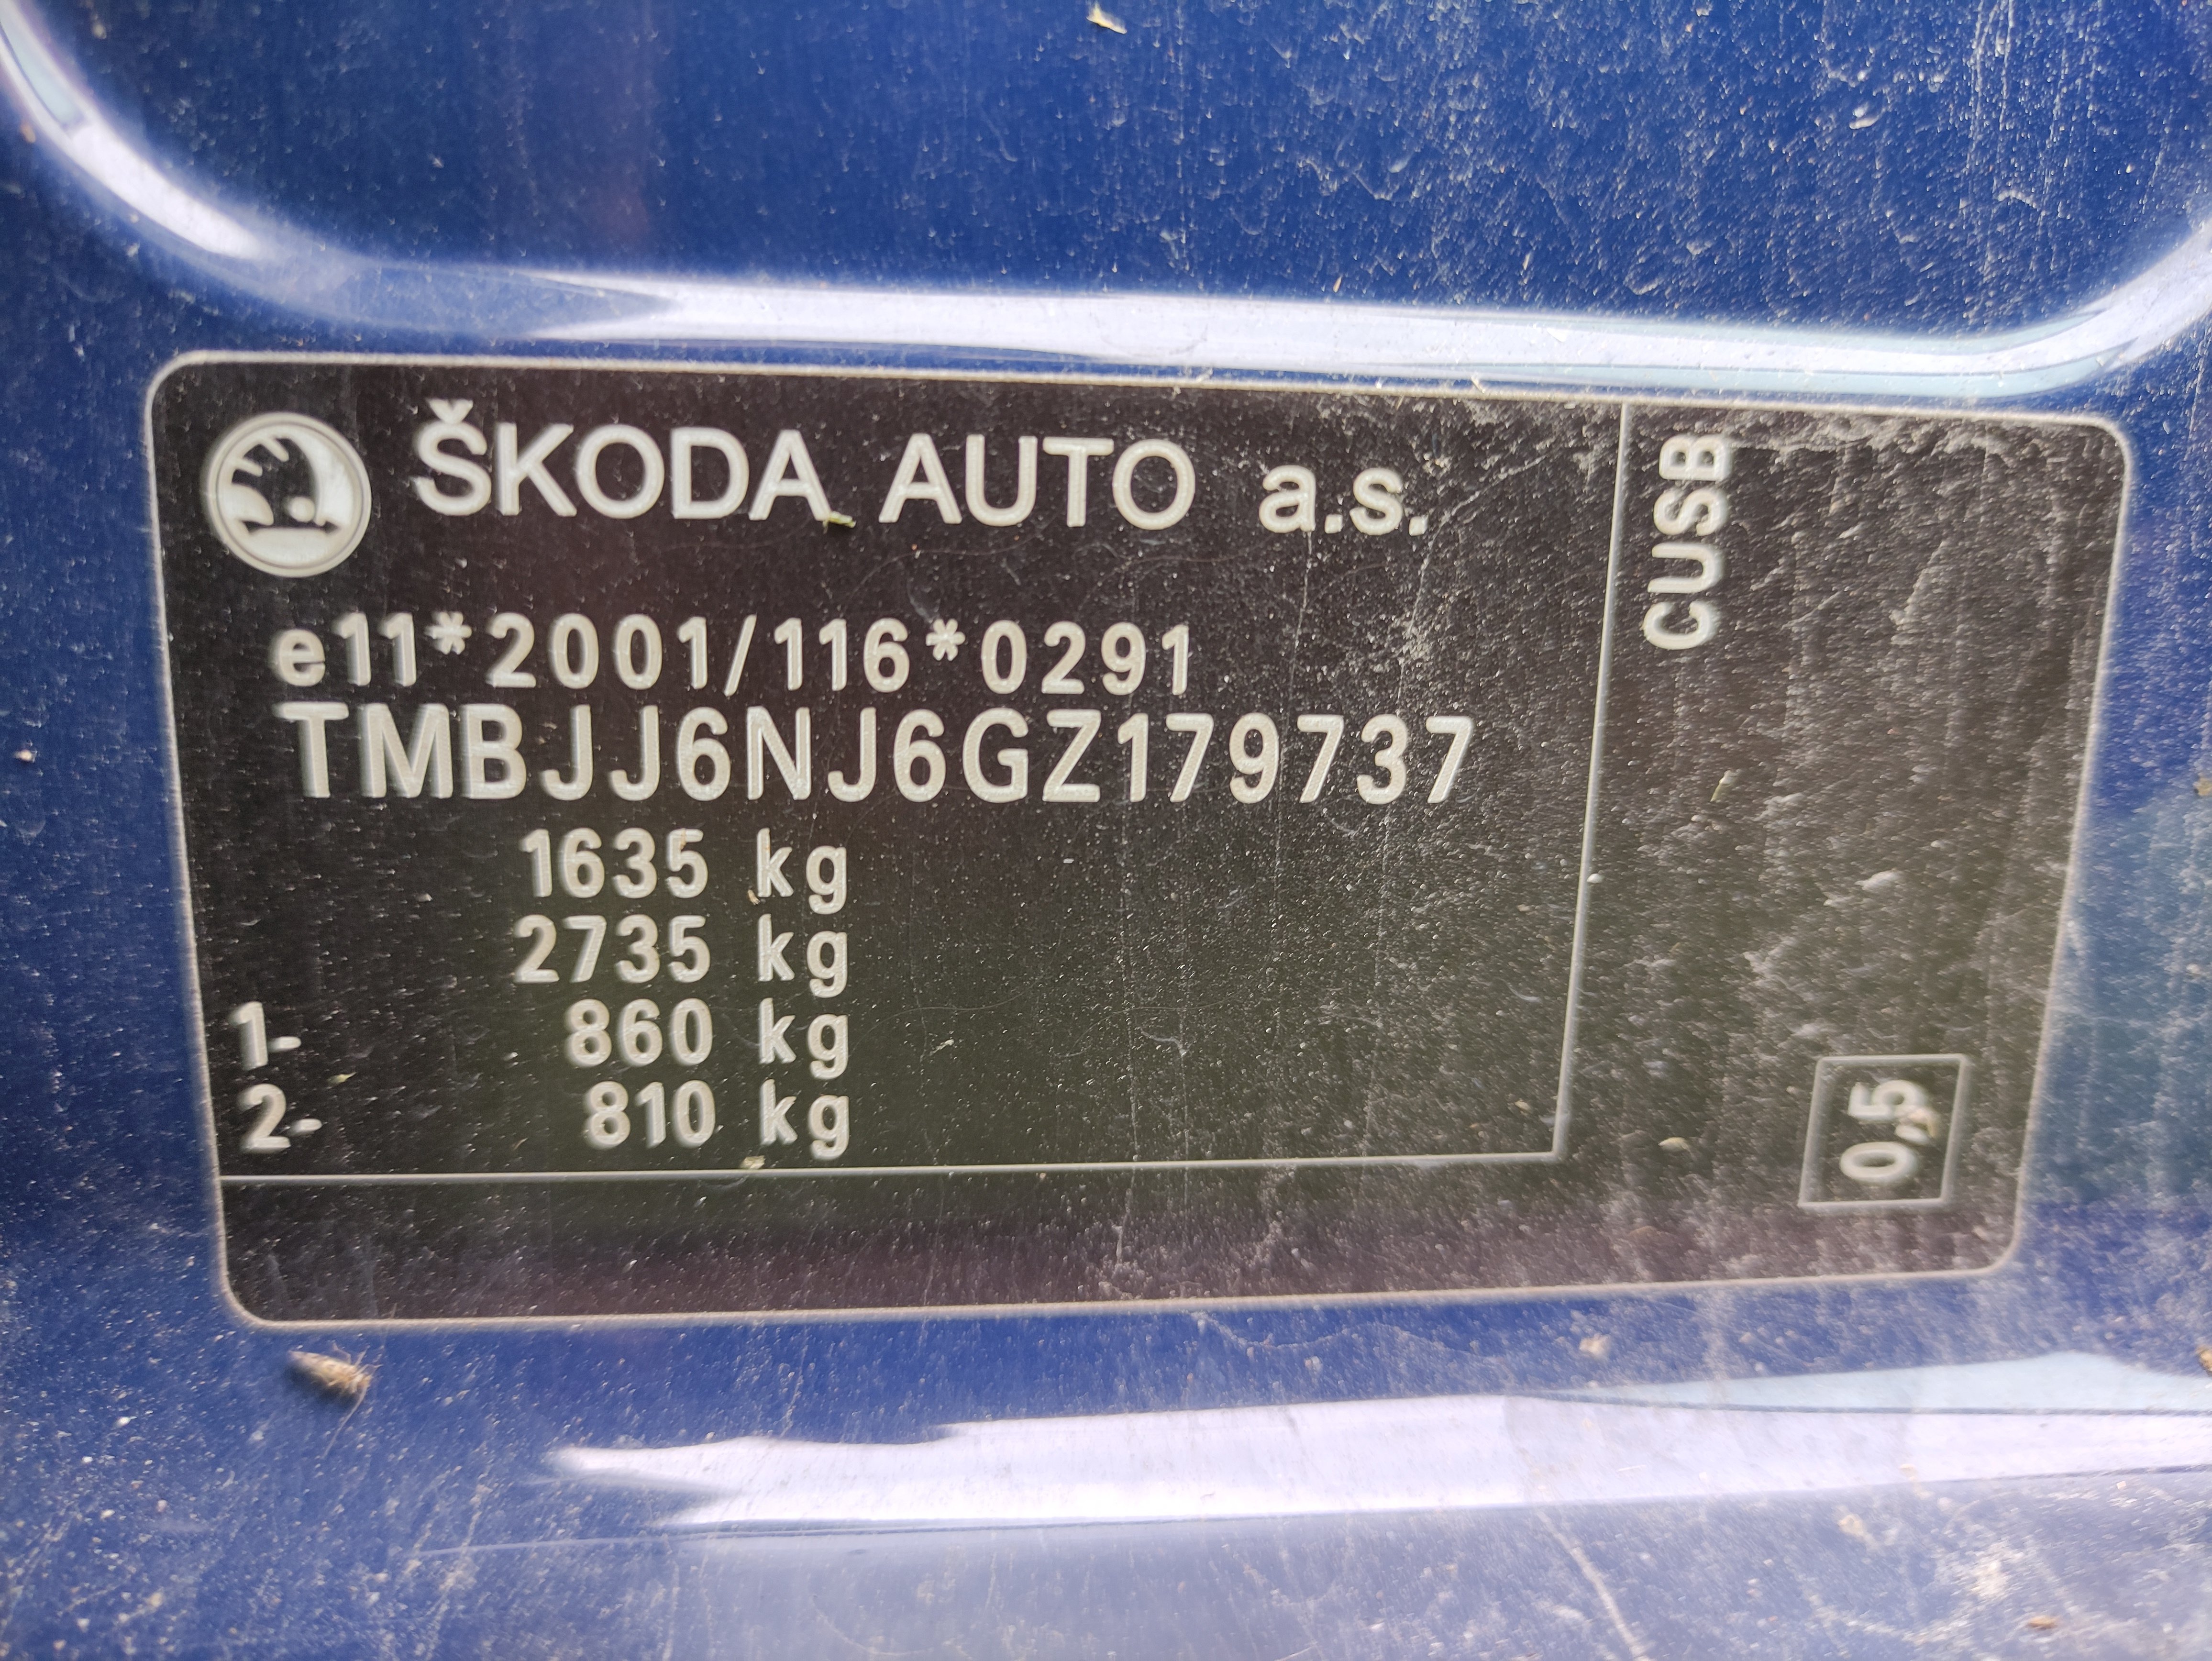 ŠKODA AUTO a.s.
e11*2001/116*0291
TMBJJ6NJ6GZ179737
1635 kg
2735 kg
1- 860 kg
2- 810 kg
CUSB
0,5